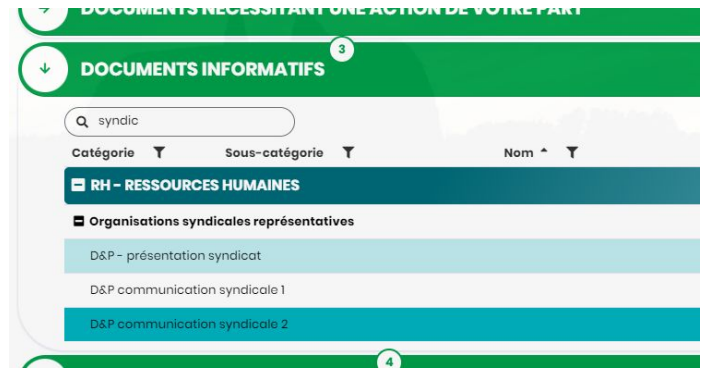 DOCUMENTS NÉCESSITANT UNE ACTION DE VOTRE PART
3
DOCUMENTS INFORMATIFS
syndic
Catégorie Sous-catégorie Nom
RH - RESSOURCES HUMAINES
Organisations syndicales représentatives
D&P - présentation syndicat
D&P communication syndicale 1
D&P communication syndicale 2
4